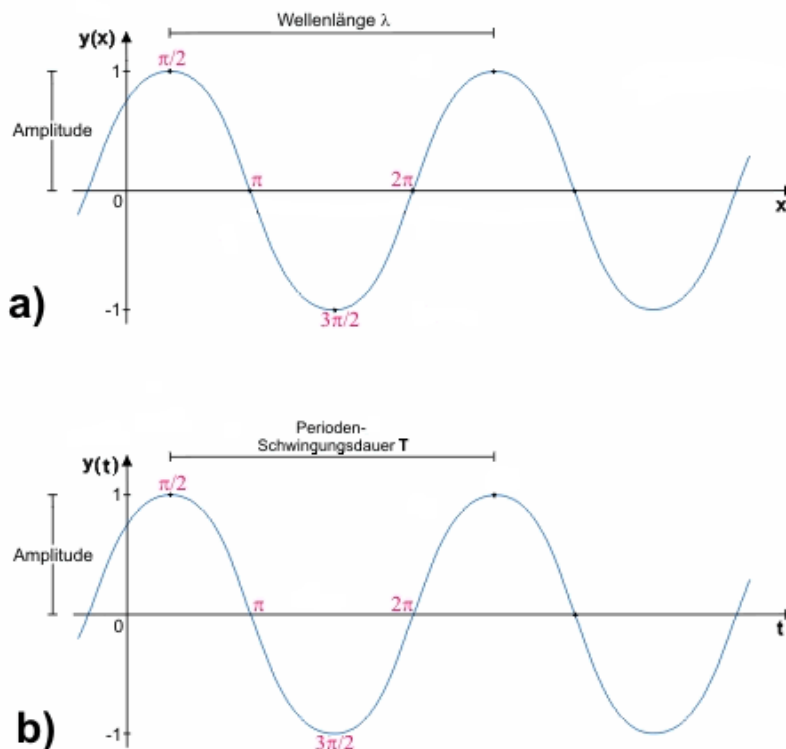 Wellenlänge λ
y(x)
π/2
1
Amplitude
π
2π
0
x
-1
3π/2
a)
Perioden-
Schwingungsdauer T
y(t)
π/2
1
Amplitude
π
2π
0
t
-1
3π/2
b)